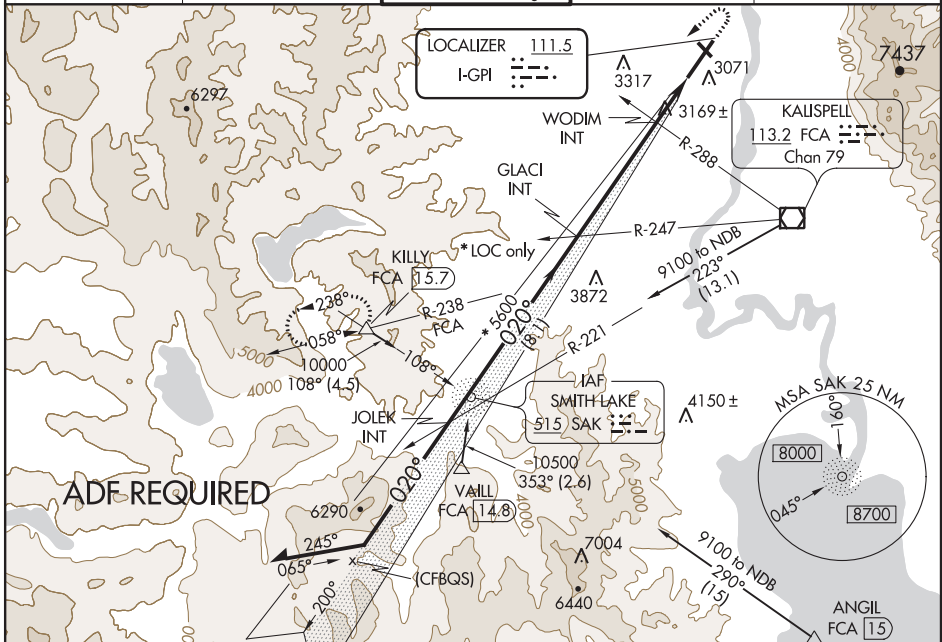 LOCALIZER 111.5
I-GPI
3317
3071
7437
4000
6297
3169 ±
WODIM
INT
KALISPELL
113.2 FCA
Chan 79
R-288
GLACI
INT
R-247
* LOC only
KILLY
FCA 15.7
9100 to NDB
223°
(13.1)
3872
238°
R-238
FCA
058°
* 5600
020°
(8.1)
R-221
10000
108° (4.5)
108°
5000
4000
IAF
SMITH LAKE
515 SAK
4150 ±
JOLEK
INT
MSA SAK 25 NM
160°
8000
045°
8700
10500
353° (2.6)
VAILL
FCA 14.8
4000
5000
ADF REQUIRED
020°
6290
245°
065°
(CFBQS)
200°
7004
6440
9100 to NDB
290°
(15)
ANGIL
FCA 15